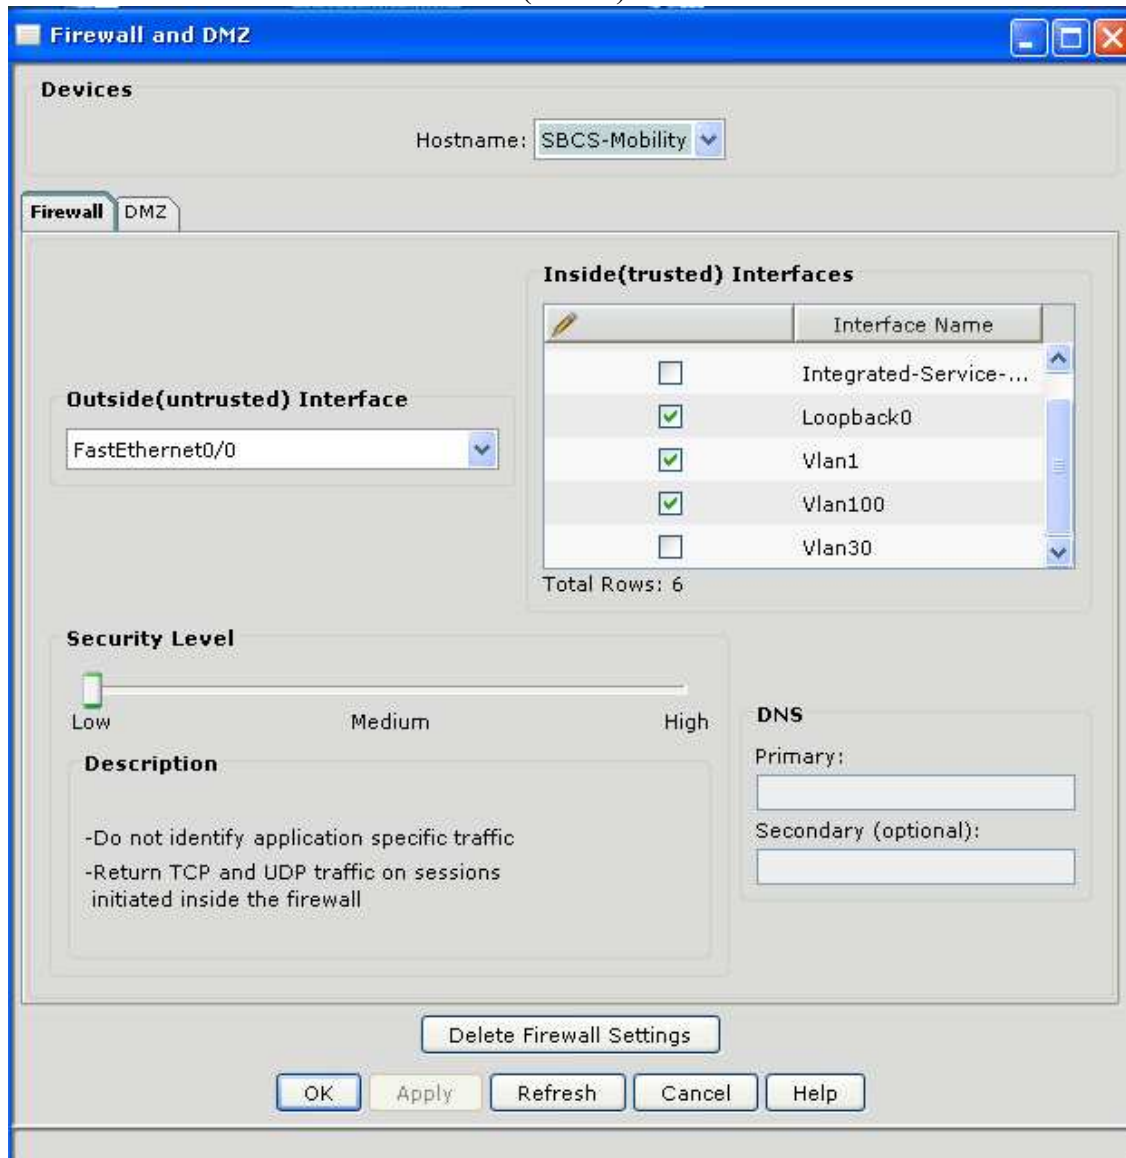 Firewall and DMZ
Devices
Hostname: SBCS-Mobility
Firewall DMZ
Inside(trusted) Interfaces
Interface Name
Integrated-Service-...
Loopback0
Vlan1
Vlan100
Vlan30
Total Rows: 6
Outside(untrusted) Interface
FastEthernet0/0
Security Level
Low Medium High
Description
-Do not identify application specific traffic
-Return TCP and UDP traffic on sessions
initiated inside the firewall
DNS
Primary:
Secondary (optional):
Delete Firewall Settings
OK Apply Refresh Cancel Help